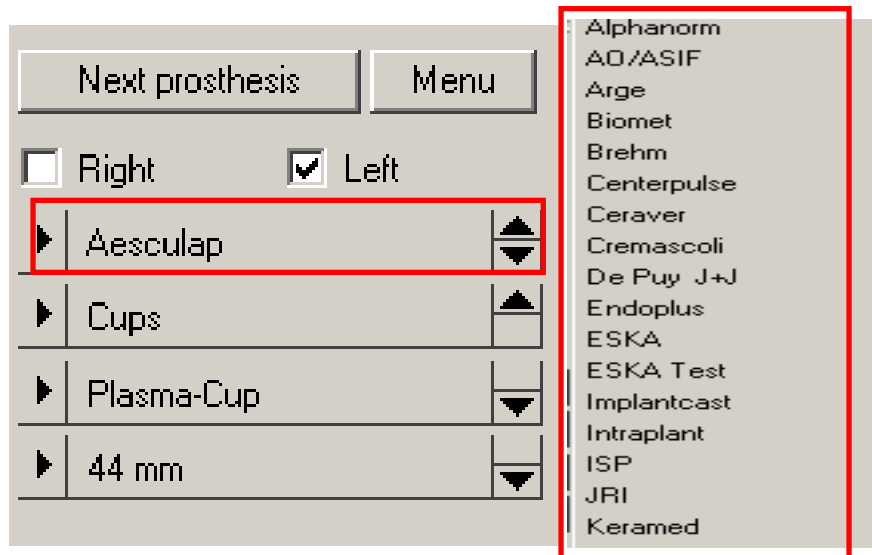 Next prosthesis Menu
Right Left
Aesculap
Cups
Plasma-Cup
44 mm
Alphanorm
AO/ASIF
Arge
Biomet
Brehm
Centerpulse
Ceraver
Cremascoli
De Puy J+J
Endoplus
ESKA
ESKA Test
Implantcast
Intraplant
ISP
JRI
Keramed